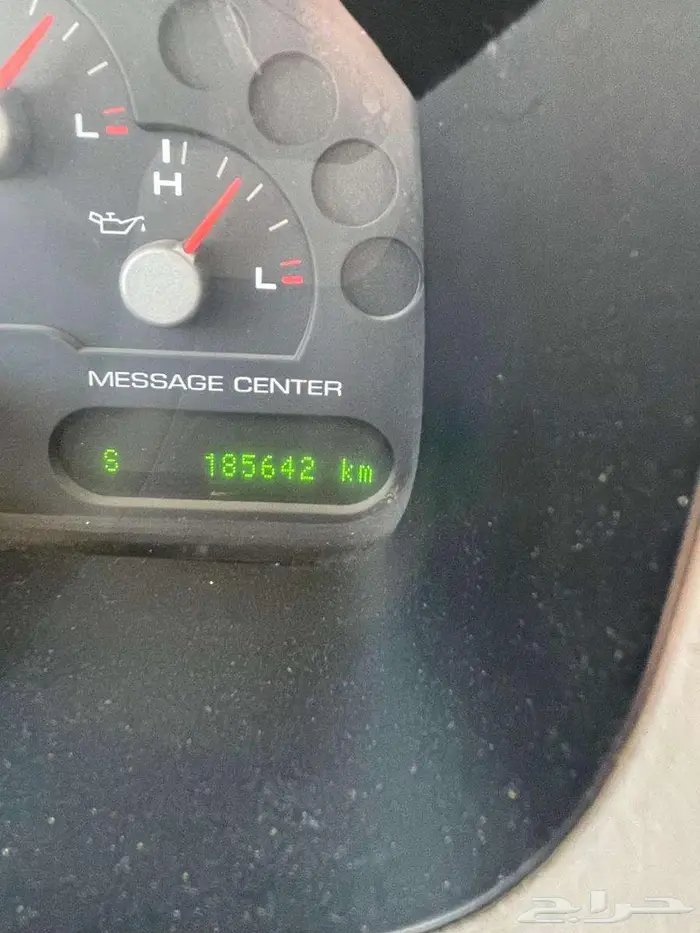 L
H
L
MESSAGE CENTER
S 185642 km
حراج